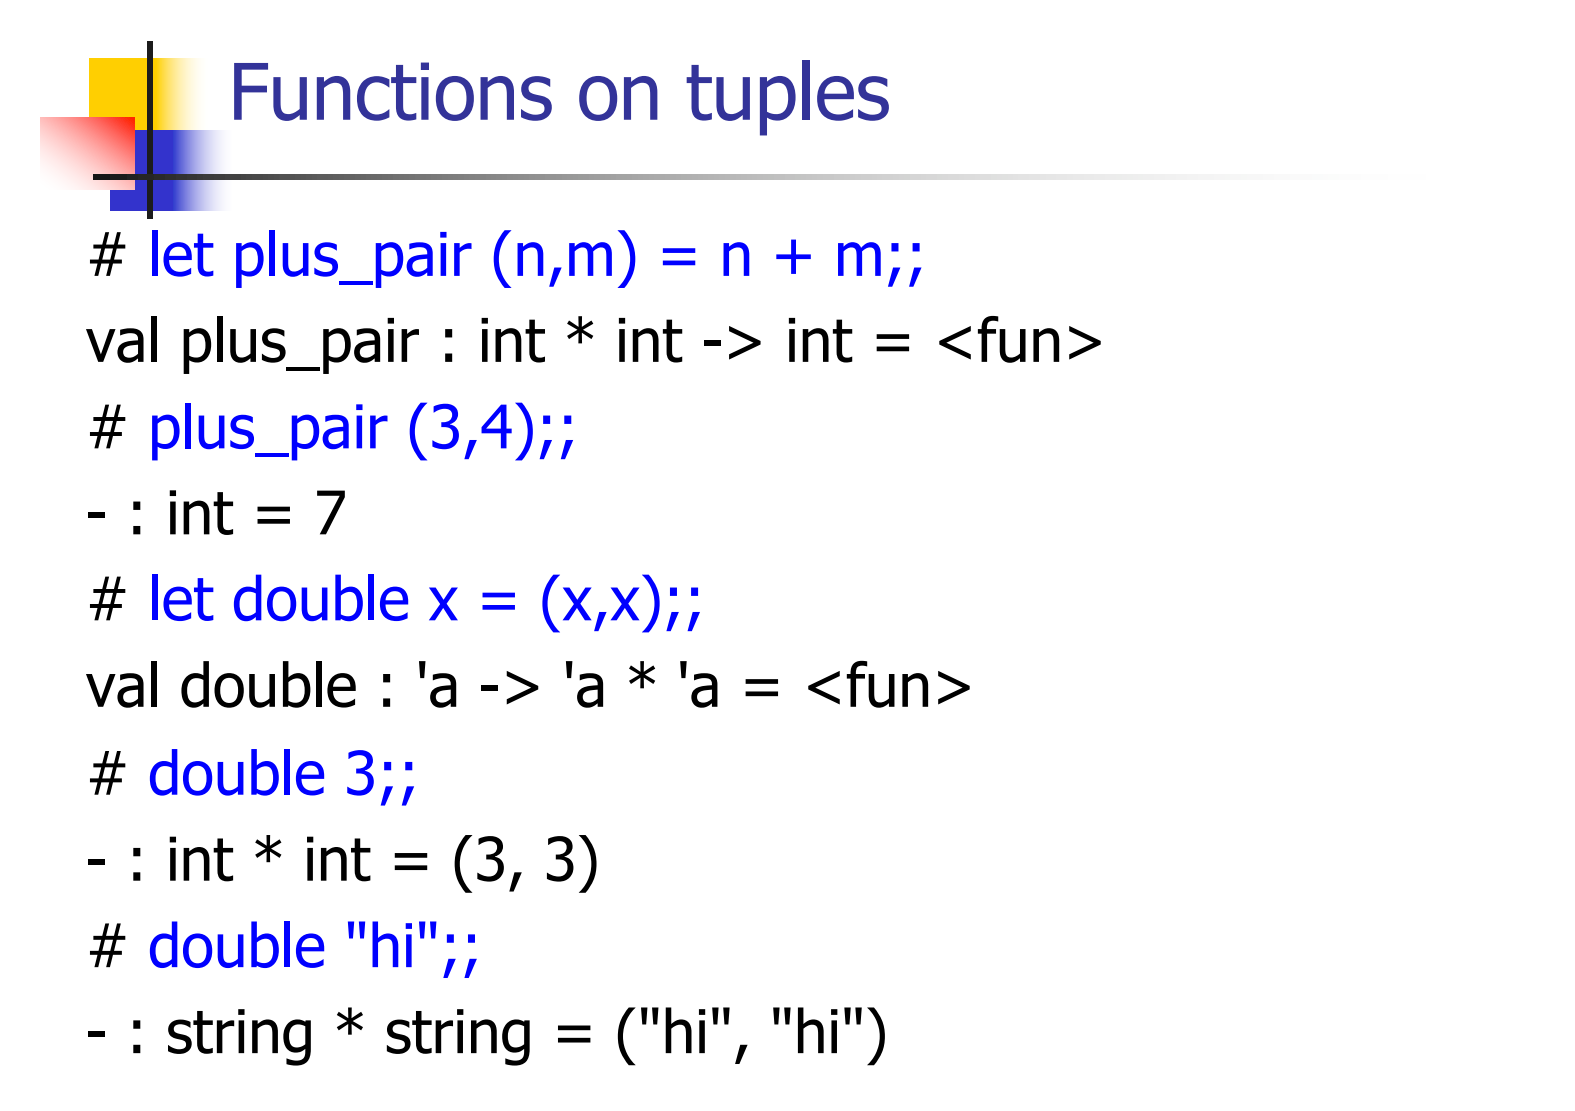 Functions on tuples
# let plus_pair (n,m) = n + m;;
val plus_pair : int * int -> int = <fun>
# plus_pair (3,4);;
- : int = 7
# let double x = (x,x);;
val double : 'a -> 'a * 'a = <fun>
# double 3;;
- : int * int = (3, 3)
# double "hi";;
- : string * string = ("hi", "hi")